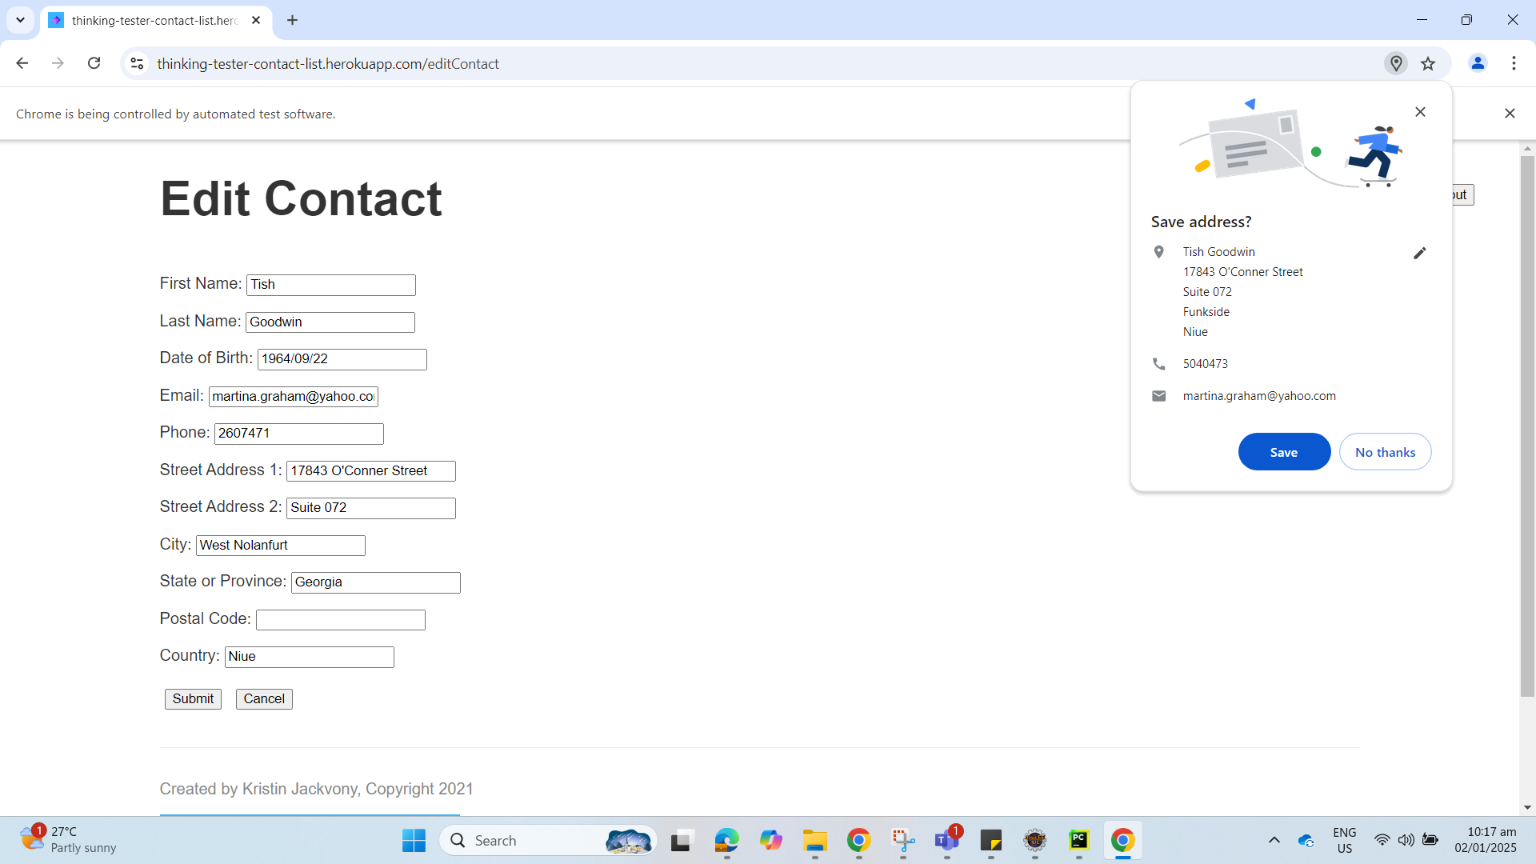 thinking-tester-contact-list.hero
thinking-tester-contact-list.herokuapp.com/editContact
Chrome is being controlled by automated test software.
Edit Contact
out
First Name: Tish
Last Name: Goodwin
Date of Birth: 1964/09/22
Email: martina.graham@yahoo.co
Phone: 2607471
Street Address 1: 17843 O'Conner Street
Street Address 2: Suite 072
City: West Nolanfurt
State or Province: Georgia
Postal Code:
Country: Niue
Submit Cancel
Created by Kristin Jackvony, Copyright 2021
Save address?
Tish Goodwin
17843 O'Conner Street
Suite 072
Funkside
Niue
5040473
martina.graham@yahoo.com
Save No thanks
1
27°C
Partly sunny
Search
1
PC
ENG
US
10:17 am
02/01/2025